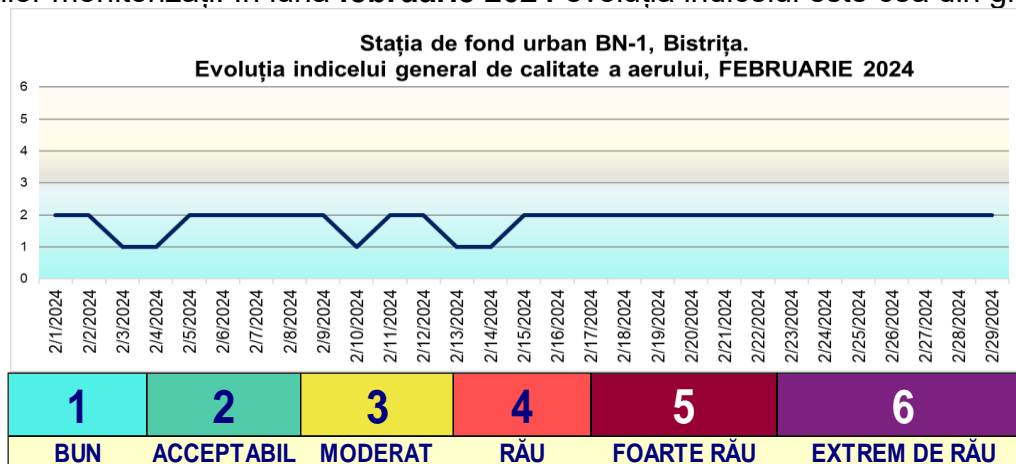 Stația de fond urban BN-1, Bistrița.
Evoluția indicelui general de calitate a aerului, FEBRUARIE 2024
6
5
4
3
2
1
0
2/1/2024 2/2/2024 2/3/2024 2/4/2024 2/5/2024 2/6/2024 2/7/2024 2/8/2024 2/9/2024 2/10/2024 2/11/2024 2/12/2024 2/13/2024 2/14/2024 2/15/2024 2/16/2024 2/17/2024 2/18/2024 2/19/2024 2/20/2024 2/21/2024 2/22/2024 2/23/2024 2/24/2024 2/25/2024 2/26/2024 2/27/2024 2/28/2024 2/29/2024
1 2 3 4 5 6
BUN ACCEPTABIL MODERAT RĂU FOARTE RĂU EXTREM DE RĂU